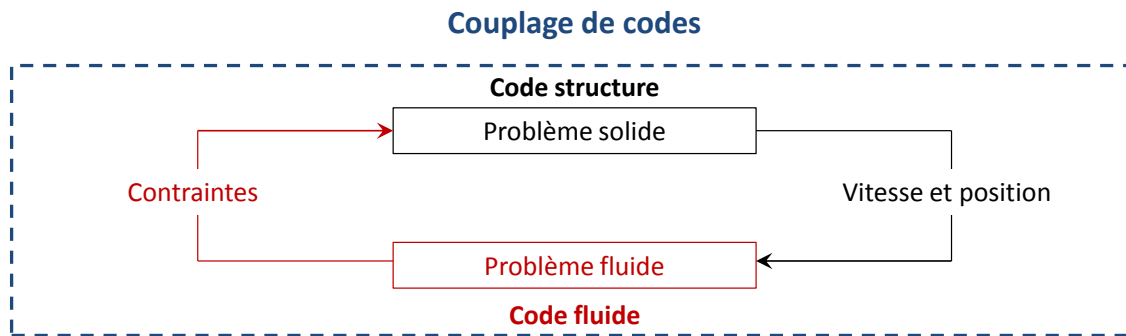 Couplage de codes
Code structure
Problème solide
Contraintes
Vitesse et position
Problème fluide
Code fluide